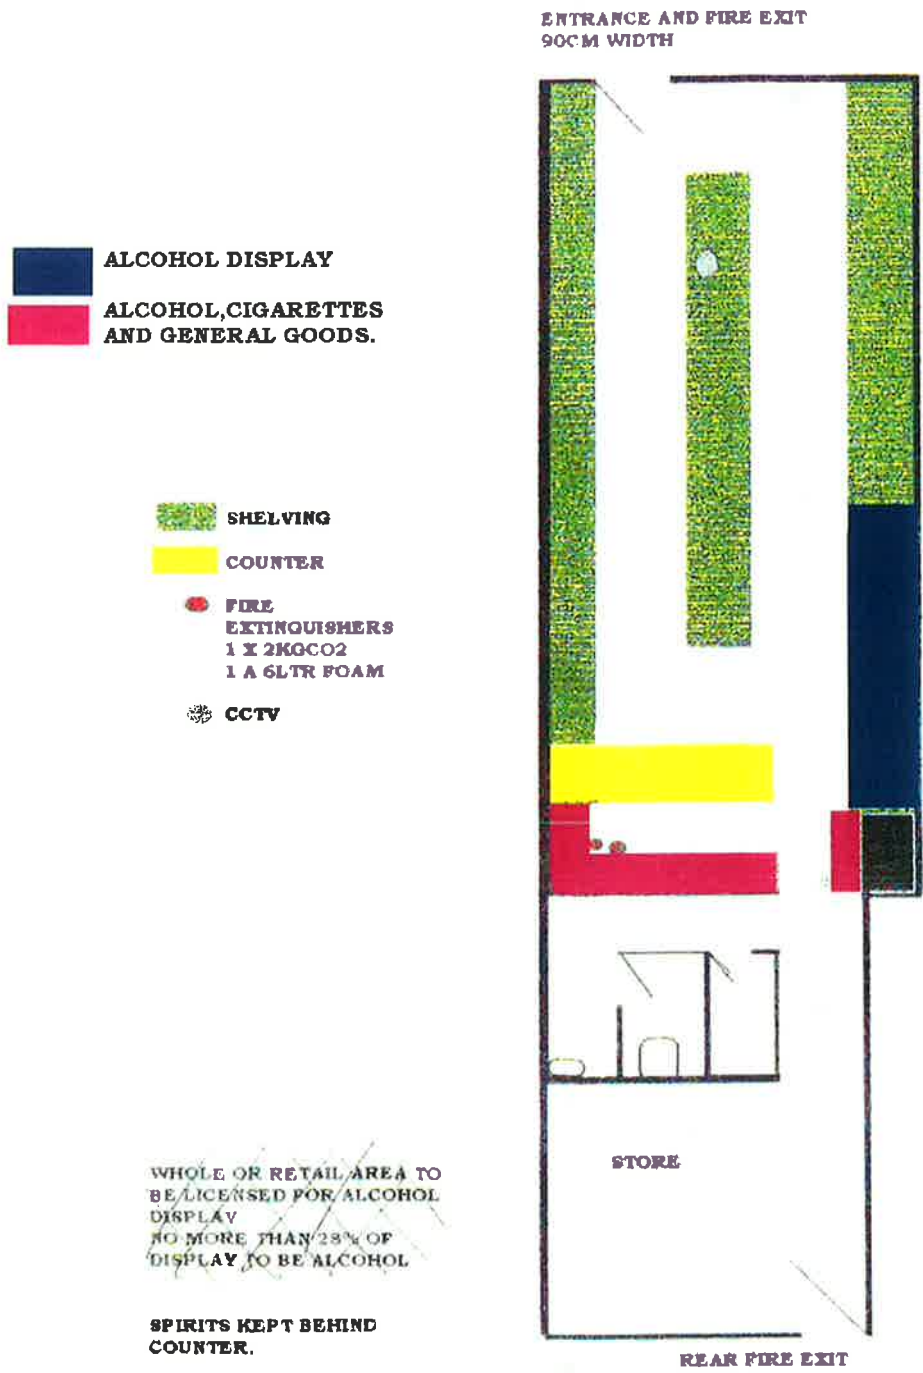 ENTRANCE AND FIRE EXIT
90CM WIDTH
ALCOHOL DISPLAY
ALCOHOL,CIGARETTES
AND GENERAL GOODS.
SHELVING
COUNTER
FIRE
EXTINGUISHERS
1 X 2KGCO2
1 A 6LTR FOAM
CCTV
STORE
WHOLE OR RETAIL AREA TO
BE LICENSED FOR ALCOHOL
DISPLAY
NO MORE THAN 28% OF
DISPLAY TO BE ALCOHOL
SPIRITS KEPT BEHIND
COUNTER.
REAR FIRE EXIT